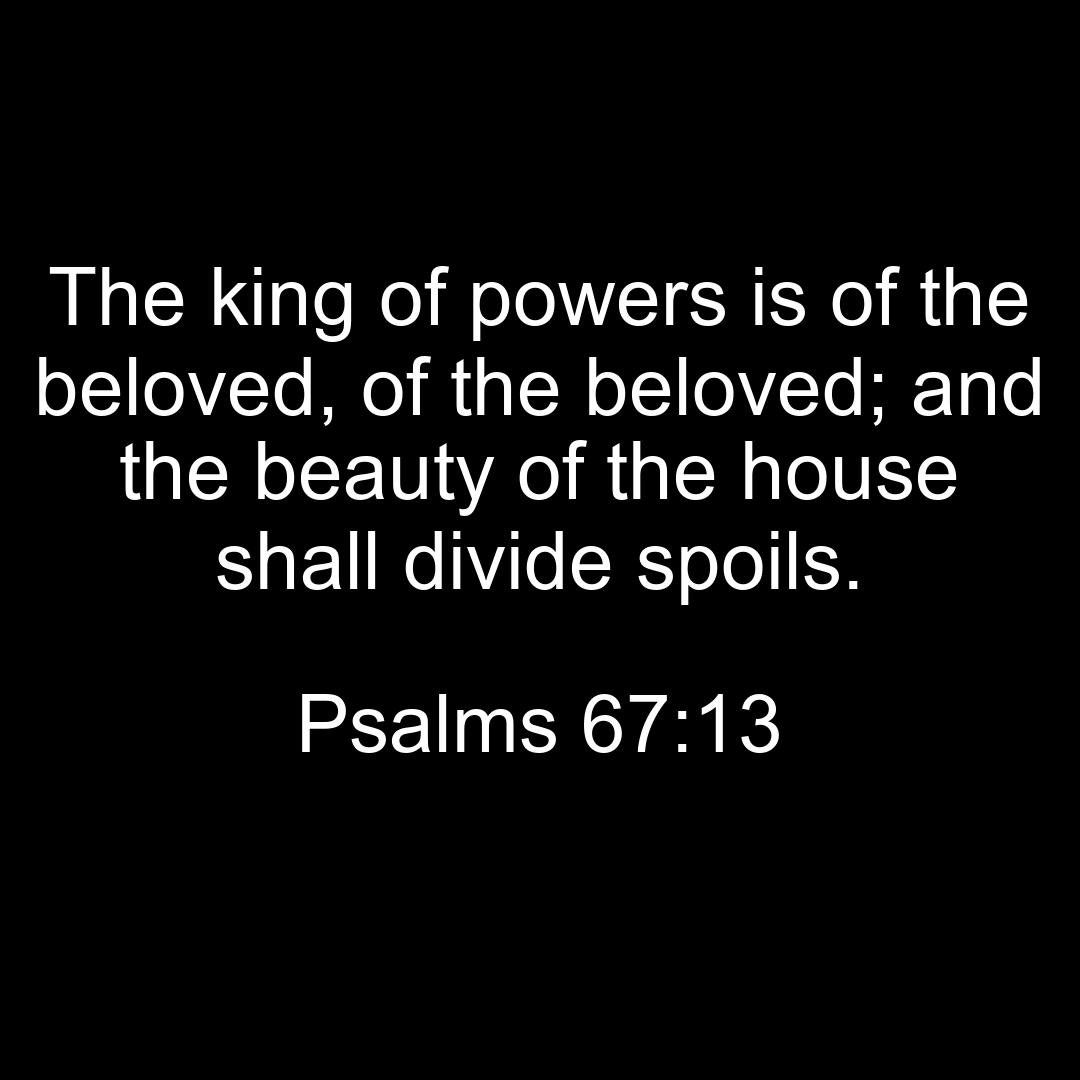 The king of powers is of the
beloved, of the beloved; and
the beauty of the house
shall divide spoils.
Psalms 67:13